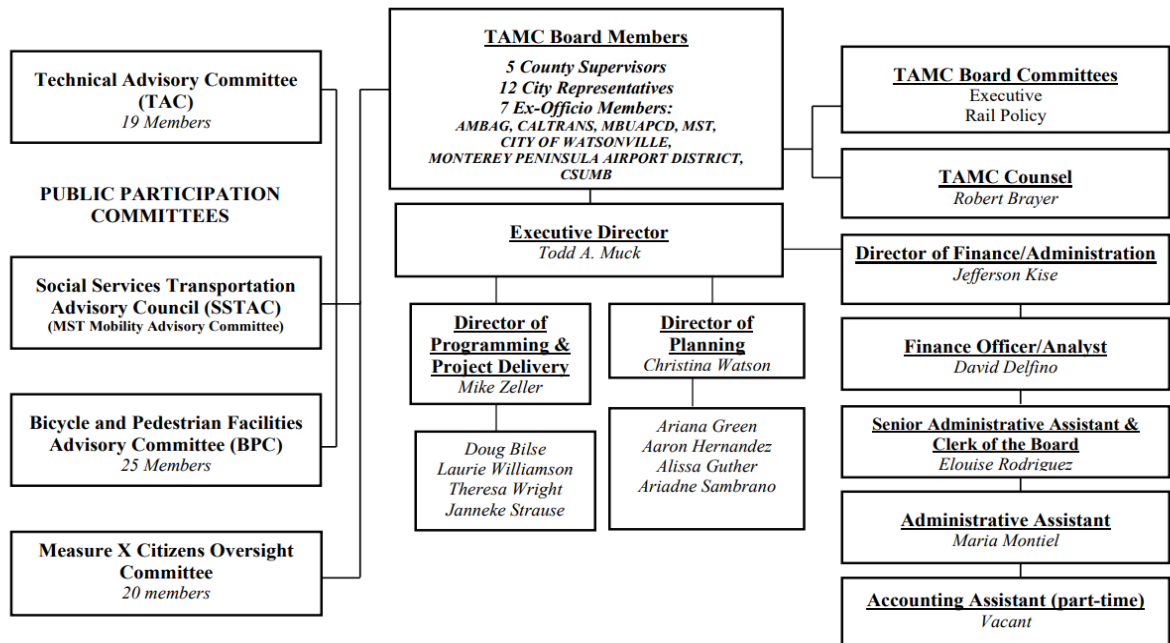 Technical Advisory Committee
(TAC)
19 Members
PUBLIC PARTICIPATION
COMMITTEES
Social Services Transportation
Advisory Council (SSTAC)
(MST Mobility Advisory Committee)
Bicycle and Pedestrian Facilities
Advisory Committee (BPC)
25 Members
Measure X Citizens Oversight
Committee
20 members
TAMC Board Members
5 County Supervisors
12 City Representatives
7 Ex-Officio Members:
AMBAG, CALTRANS, MBUAPCD, MST,
CITY OF WATSONVILLE,
MONTEREY PENINSULA AIRPORT DISTRICT,
CSUMB
Executive Director
Todd A. Muck
Director of
Programming &
Project Delivery
Mike Zeller
Doug Bilse
Laurie Williamson
Theresa Wright
Janneke Strause
Director of
Planning
Christina Watson
Ariana Green
Aaron Hernandez
Alissa Guther
Ariadne Sambrano
TAMC Board Committees
Executive
Rail Policy
TAMC Counsel
Robert Brayer
Director of Finance/Administration
Jefferson Kise
Finance Officer/Analyst
David Delfino
Senior Administrative Assistant &
Clerk of the Board
Elouise Rodriguez
Administrative Assistant
Maria Montiel
Accounting Assistant (part-time)
Vacant